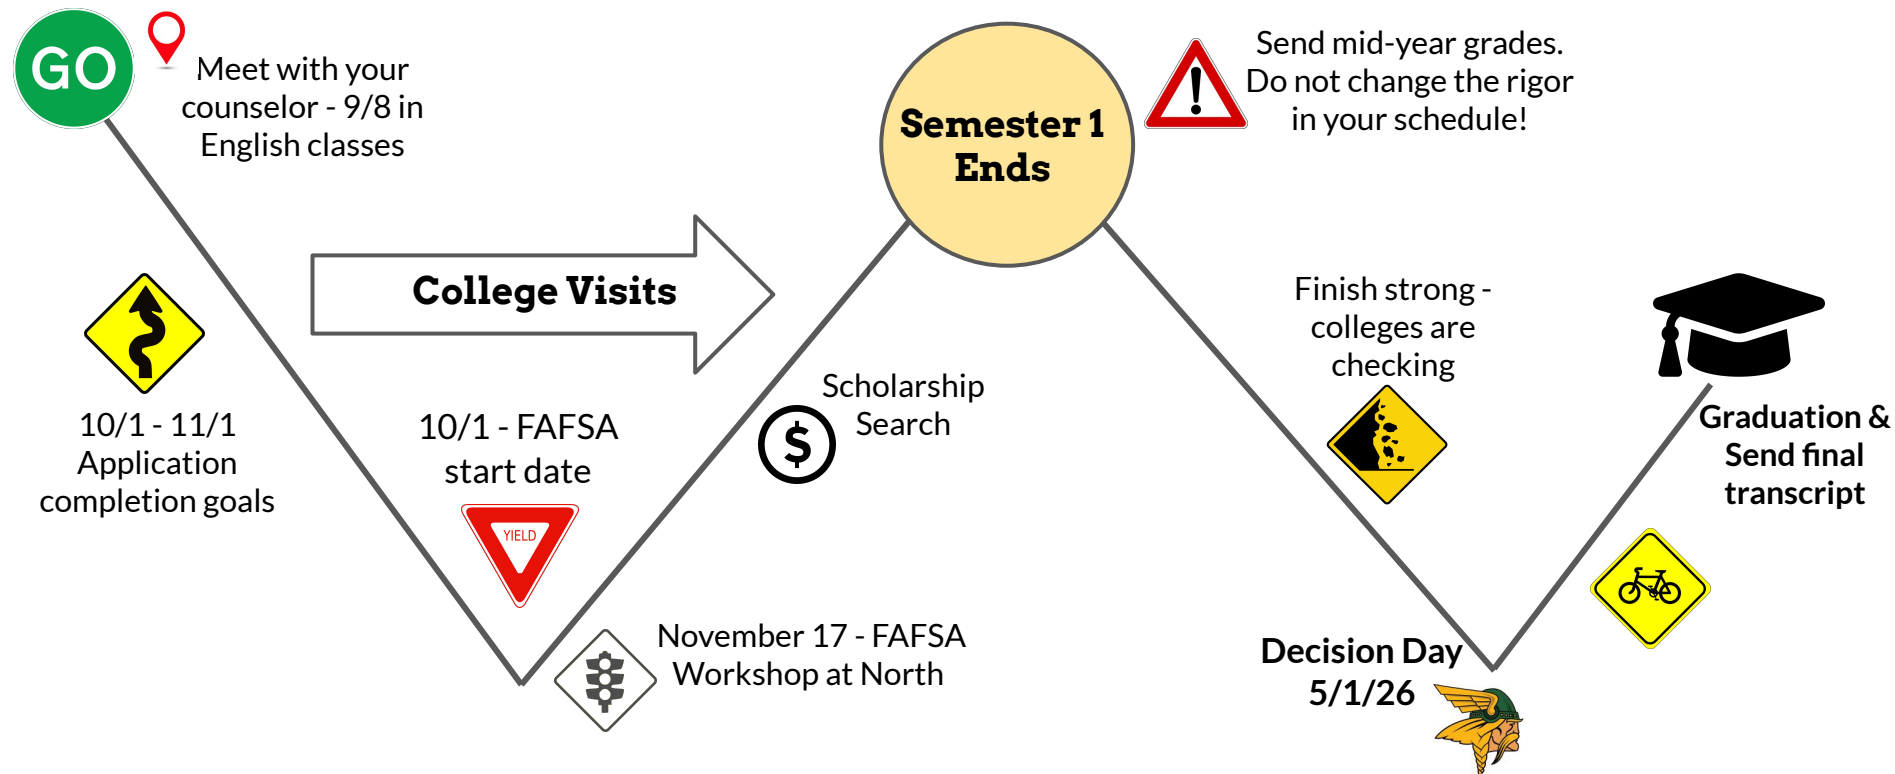 GO
Meet with your
counselor - 9/8 in
English classes
10/1 - 11/1
Application
completion goals
College Visits
10/1 - FAFSA
start date
YIELD
November 17 - FAFSA
Workshop at North
$
Scholarship
Search
Semester 1
Ends
!
Send mid-year grades.
Do not change the rigor
in your schedule!
Finish strong -
colleges are
checking
Decision Day
5/1/26
Graduation &
Send final
transcript